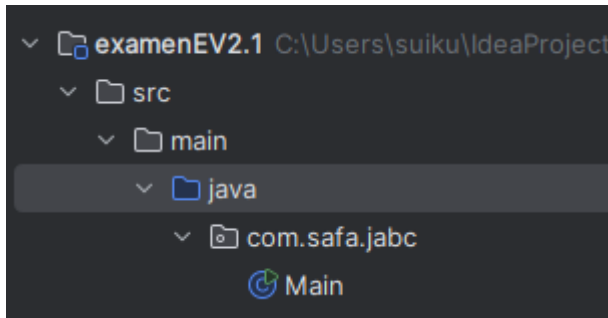 examenEV2.1 C:\Users\suiku\IdeaProject
src
main
java
com.safa.jabc
Main